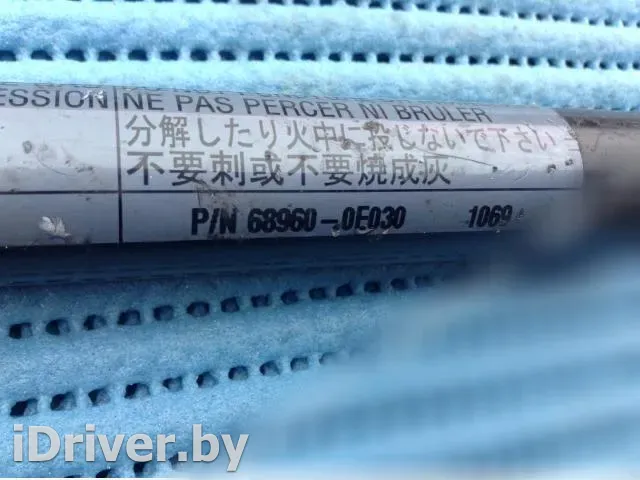 ESSION NE PAS PERCER NI BRULER
分解したり火中に投じないで下さい
不要刺或不要燒成灰
P/N 68960-0E030 1069
iDriver.by